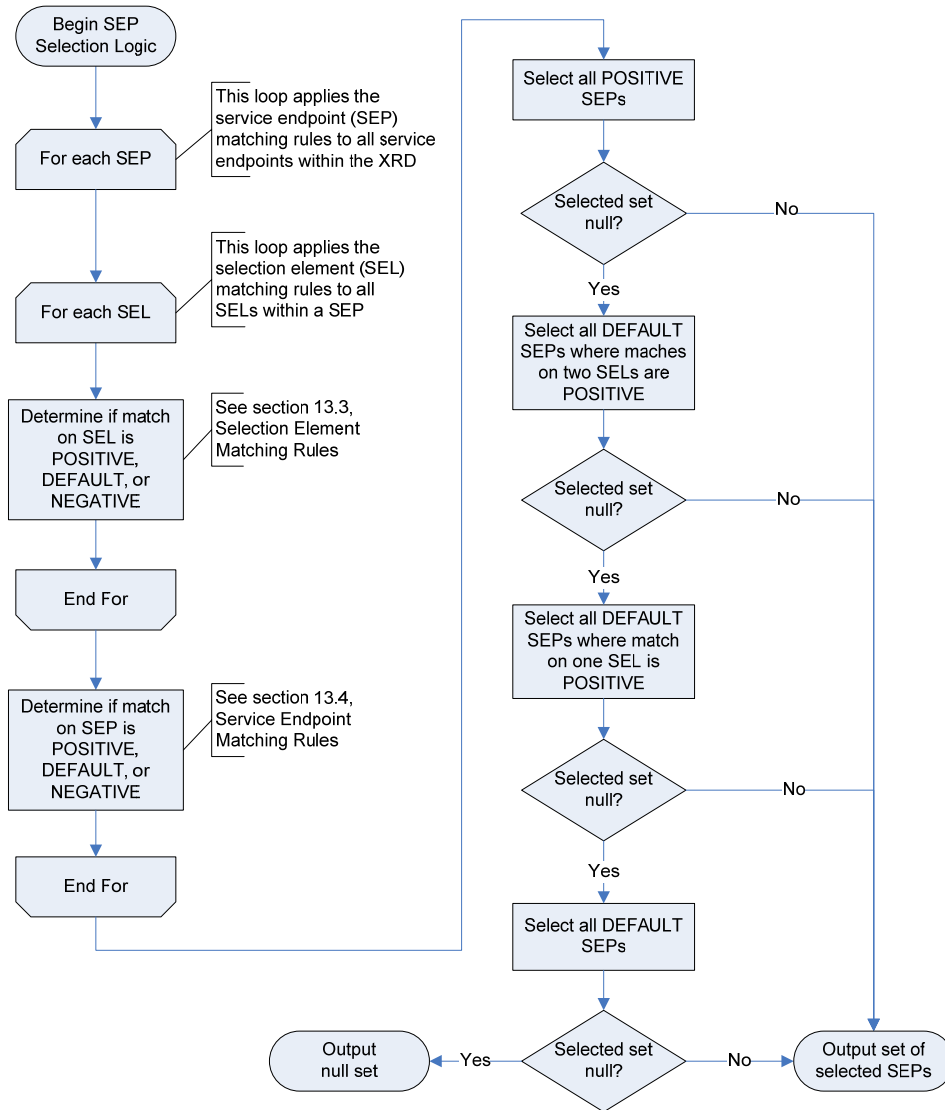 Begin SEP
Selection Logic
This loop applies the
service endpoint (SEP)
matching rules to all service
endpoints within the XRD
For each SEP
This loop applies the
selection element (SEL)
matching rules to all
SELs within a SEP
For each SEL
Determine if match
on SEL is
POSITIVE,
DEFAULT, or
NEGATIVE
See section 13.3,
Selection Element
Matching Rules
End For
Determine if match
on SEP is
POSITIVE,
DEFAULT, or
NEGATIVE
See section 13.4,
Service Endpoint
Matching Rules
End For
Select all POSITIVE
SEPs
Selected set
null?
No
Yes
Select all DEFAULT
SEPs where maches
on two SELs are
POSITIVE
Selected set
null?
No
Yes
Select all DEFAULT
SEPs where match
on one SEL is
POSITIVE
Selected set
null?
No
Yes
Select all DEFAULT
SEPs
Selected set
null?
Yes
No
Output
null set
Output set of
selected SEPs